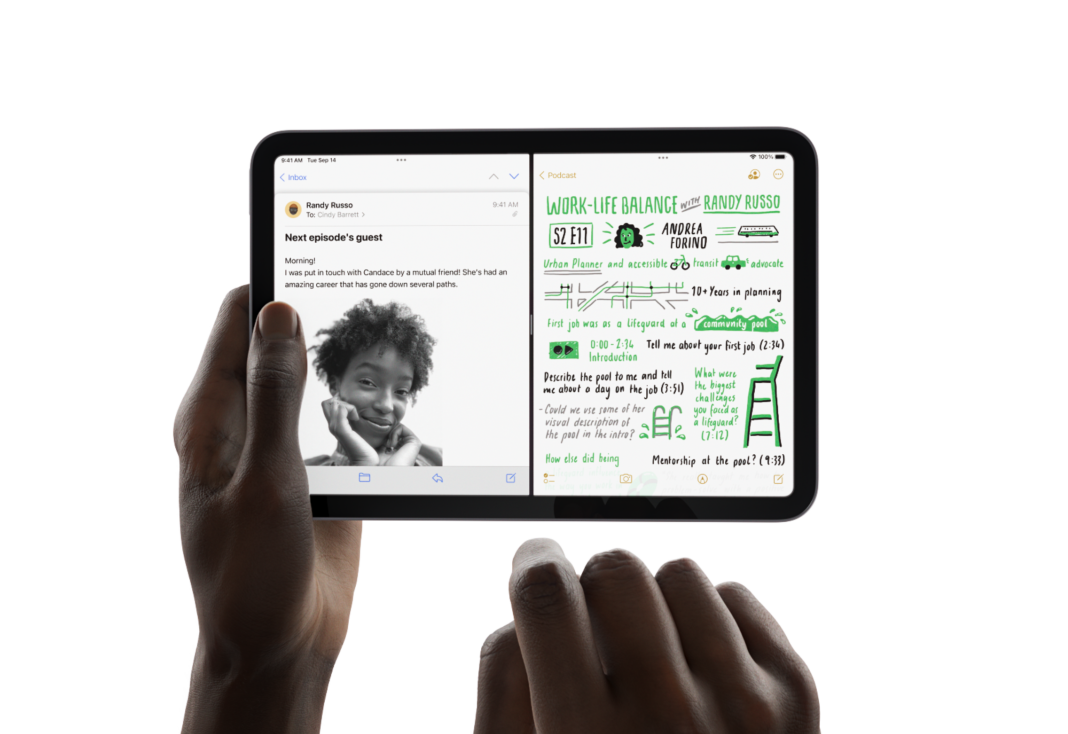 9:41 AM Tue Sep 14
100%
Inbox
Randy Russo
9:41 AM
To: Cindy Barrett
Next episode's guest
Morning!
I was put in touch with Candace by a mutual friend! She's had an
amazing career that has gone down several paths.
Podcast
WORK-LIFE BALANCE WITH RANDY RUSSO
S2 E11
ANDREA
FORINO
Urban Planner and accessible transit advocate
10+ Years in planning
First job was as a lifeguard of a community pool
0:00 - 2:34
Introduction
Tell me about your first job (2:34)
Describe the pool to me and tell
me about a day on the job (3:51)
- Could we use some of her
visual description of
the pool in the intro?
What were
the biggest
challenges
you faced as
a lifeguard?
(7:12)
How else did being
Mentorship at the pool? (9:33)